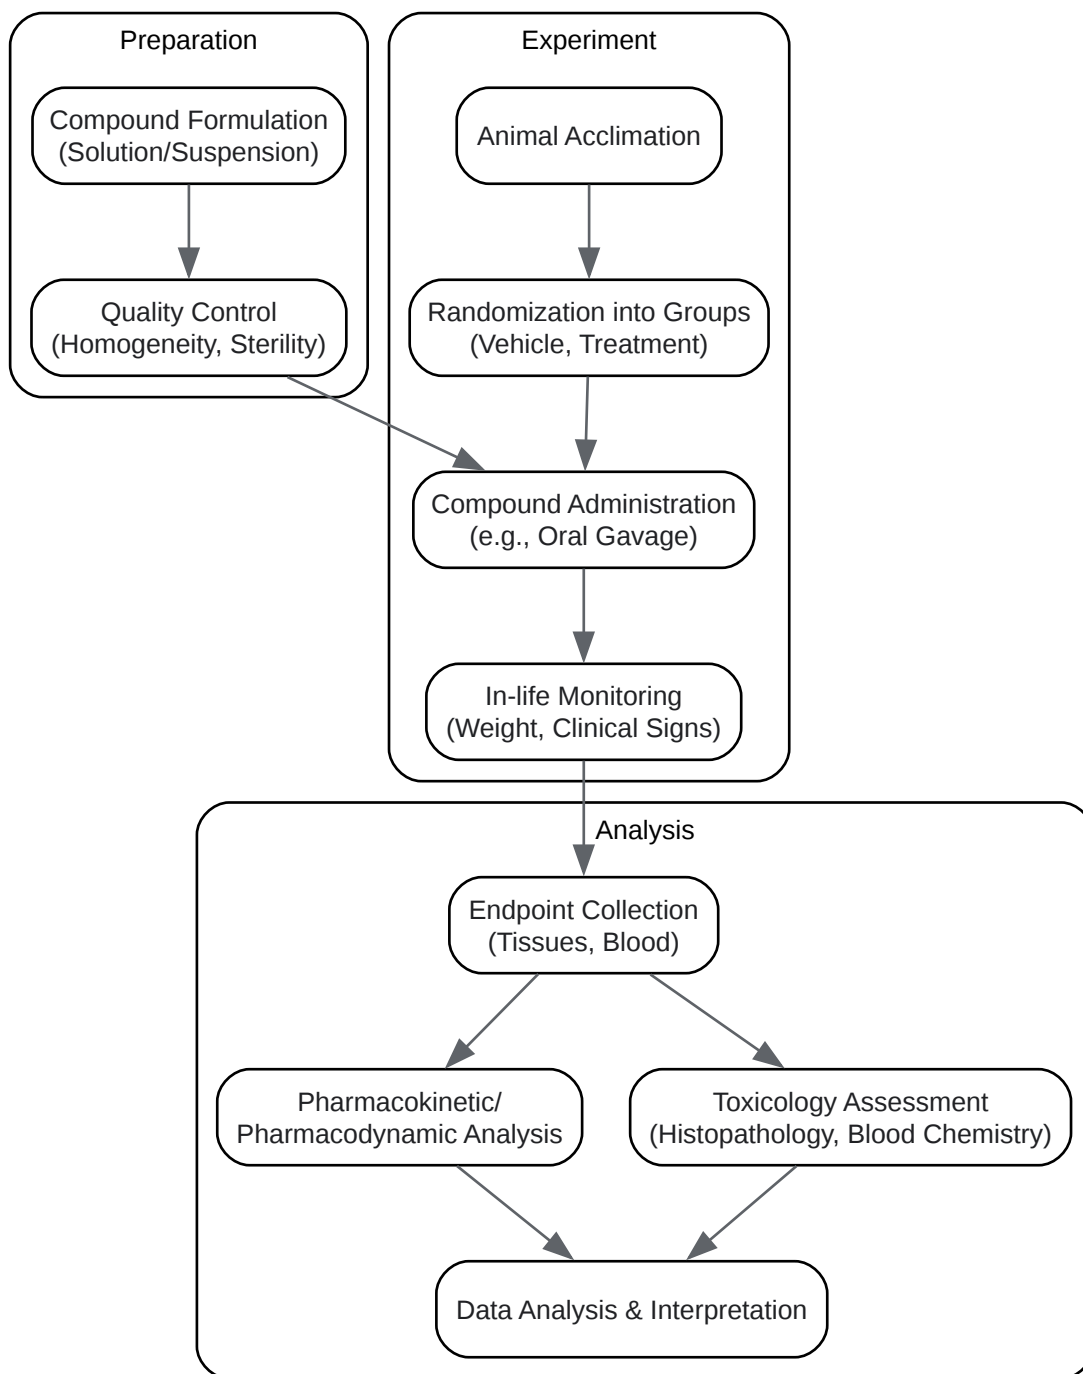 Preparation
Compound Formulation
(Solution/Suspension)
Quality Control
(Homogeneity, Sterility)
Experiment
Animal Acclimation
Randomization into Groups
(Vehicle, Treatment)
Compound Administration
(e.g., Oral Gavage)
In-life Monitoring
(Weight, Clinical Signs)
Analysis
Endpoint Collection
(Tissues, Blood)
Pharmacokinetic/
Pharmacodynamic Analysis
Toxicology Assessment
(Histopathology, Blood Chemistry)
Data Analysis & Interpretation